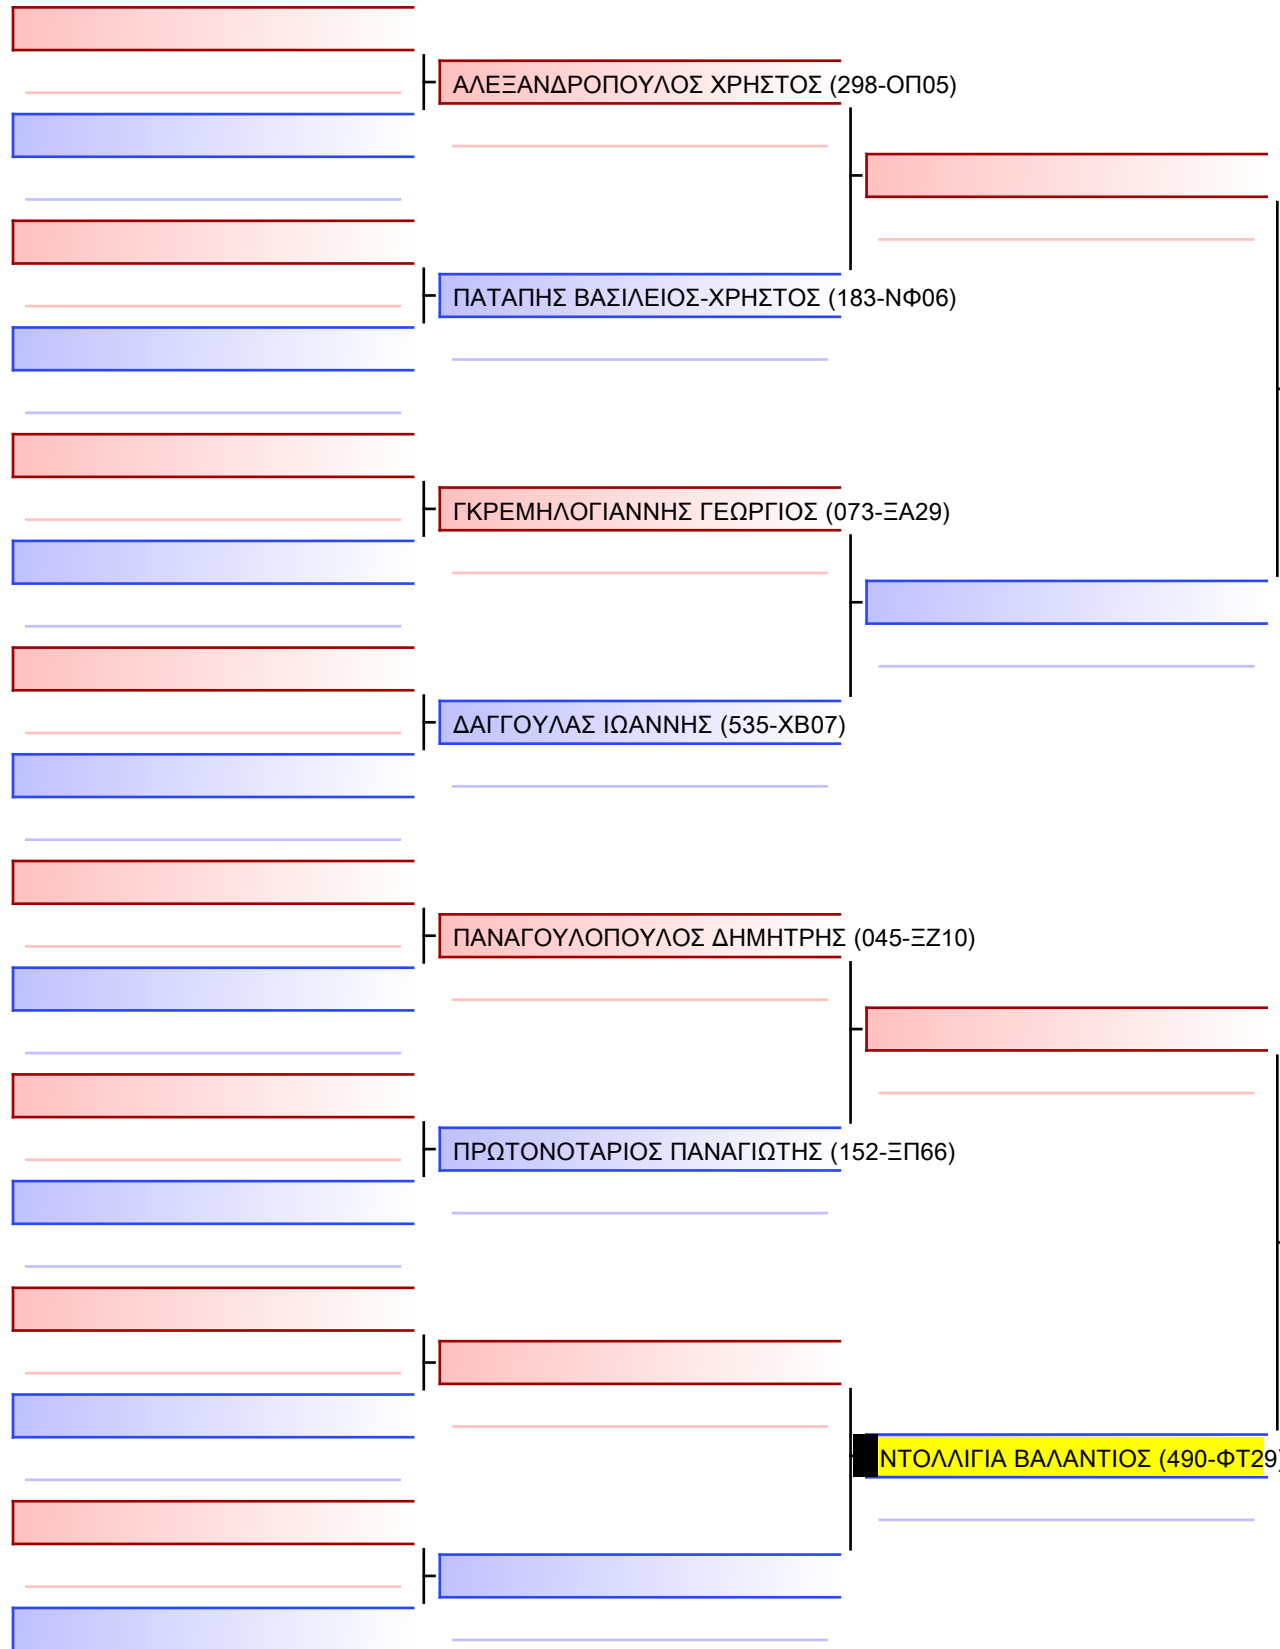 ΑΛΕΞΑΝΔΡΟΠΟΥΛΟΣ ΧΡΗΣΤΟΣ (298-ΟΠ05)
ΠΑΤΑΠΗΣ ΒΑΣΙΛΕΙΟΣ-ΧΡΗΣΤΟΣ (183-ΝΦ06)
ΓΚΡΕΜΗΛΟΓΙΑΝΝΗΣ ΓΕΩΡΓΙΟΣ (073-ΞΑ29)
ΔΑΓΓΟΥΛΑΣ ΙΩΑΝΝΗΣ (535-ΧΒ07)
ΠΑΝΑΓΟΥΛΟΠΟΥΛΟΣ ΔΗΜΗΤΡΗΣ (045-ΞΖ10)
ΠΡΩΤΟΝΟΤΑΡΙΟΣ ΠΑΝΑΓΙΩΤΗΣ (152-ΞΠ66)
ΝΤΟΛΛΙΓΙΑ ΒΑΛΑΝΤΙΟΣ (490-ΦΤ29)